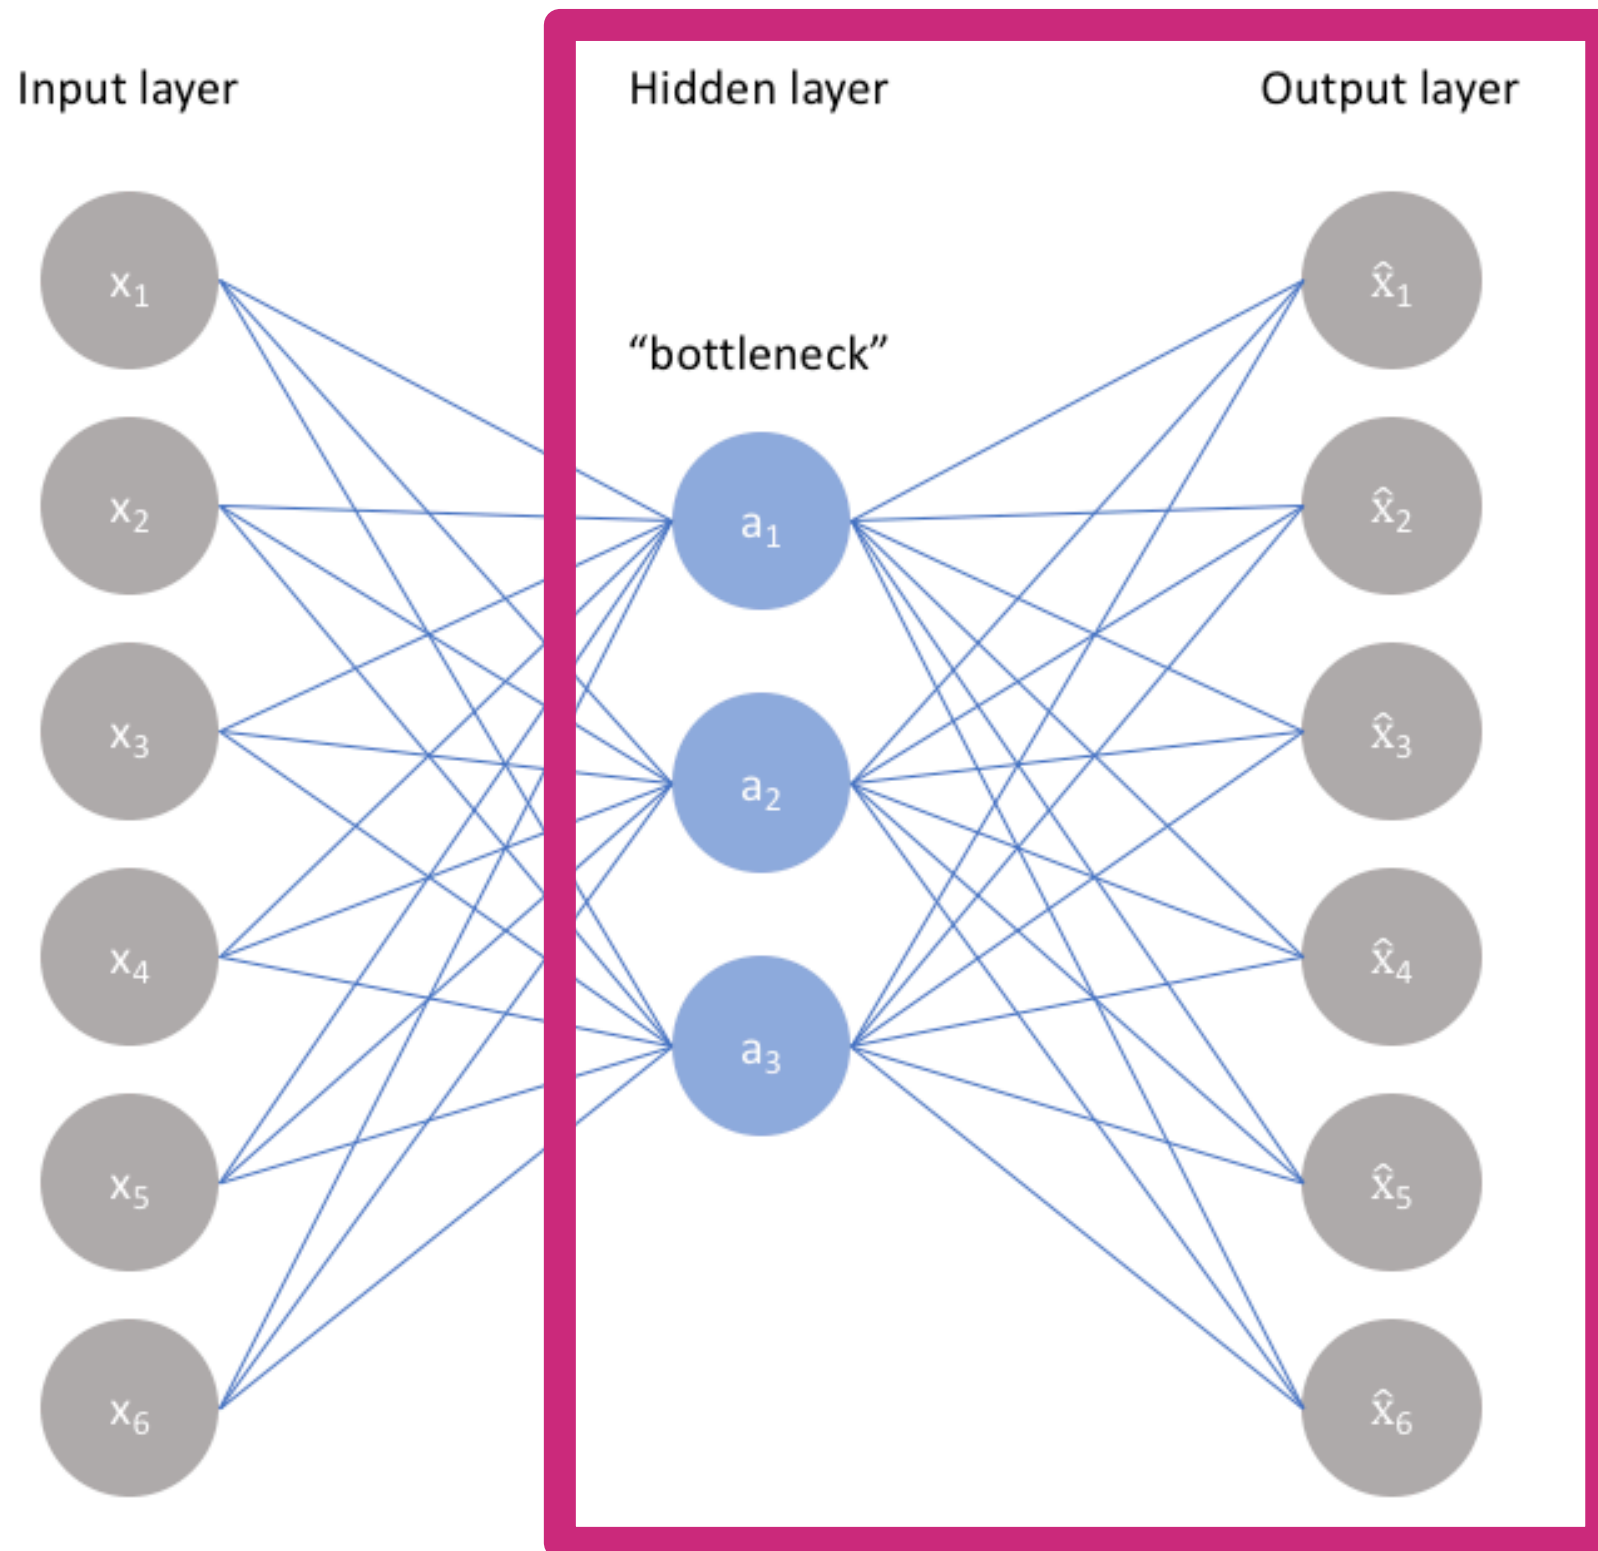 Input layer
Hidden layer
Output layer
“bottleneck”
x₁
x₂
x₃
x₄
x₅
x₆
a₁
a₂
a₃
x̂₁
x̂₂
x̂₃
x̂₄
x̂₅
x̂₆